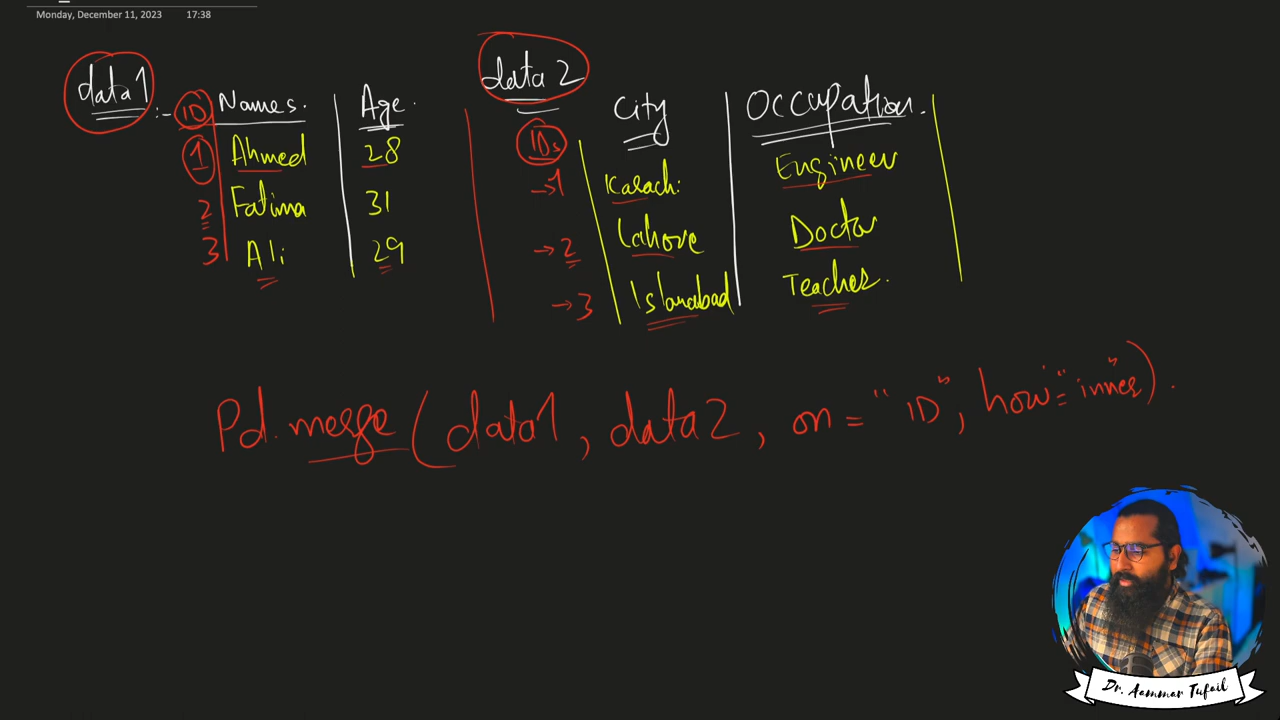 Monday, December 11, 2023 17:38
data1 :- ID Names. Age.
1 Ahmed 28
2 Fatima 31
3 Ali 29
data 2
IDs City Occupation.
→1 Karachi Engineer
→2 Lahore Doctor
→3 Islamabad Teacher.
Pd.merge(data1, data2, on = "ID", how="inner").
Dr. Aammar Tufail